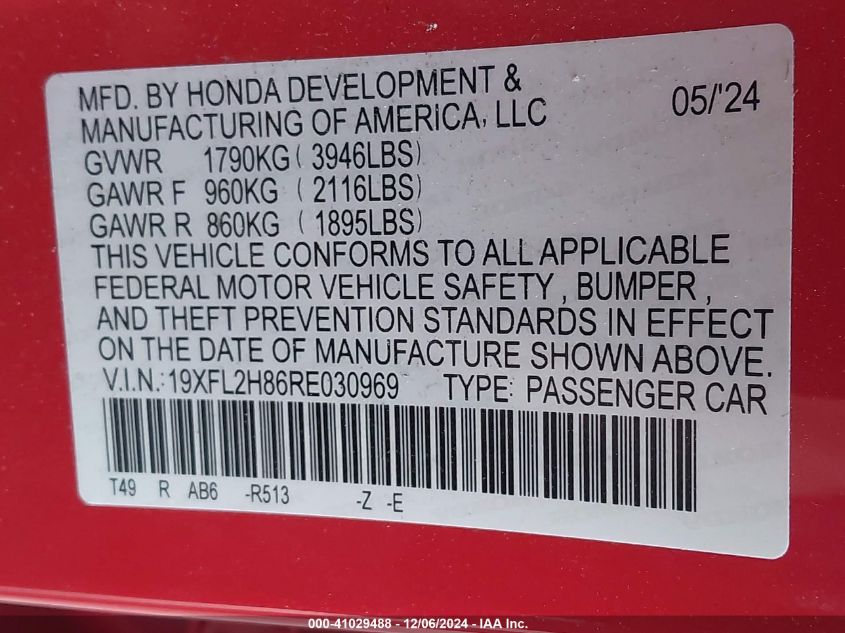 MFD. BY HONDA DEVELOPMENT &
MANUFACTURING OF AMERICA, LLC 05/'24
GVWR 1790KG ( 3946LBS)
GAWR F 960KG ( 2116LBS)
GAWR R 860KG ( 1895LBS)
THIS VEHICLE CONFORMS TO ALL APPLICABLE
FEDERAL MOTOR VEHICLE SAFETY , BUMPER ,
AND THEFT PREVENTION STANDARDS IN EFFECT
ON THE DATE OF MANUFACTURE SHOWN ABOVE.
V.I.N.: 19XFL2H86RE030969 TYPE: PASSENGER CAR
T49 R AB6 -R513 -Z -E
000-41029488 - 12/06/2024 - IAA Inc.